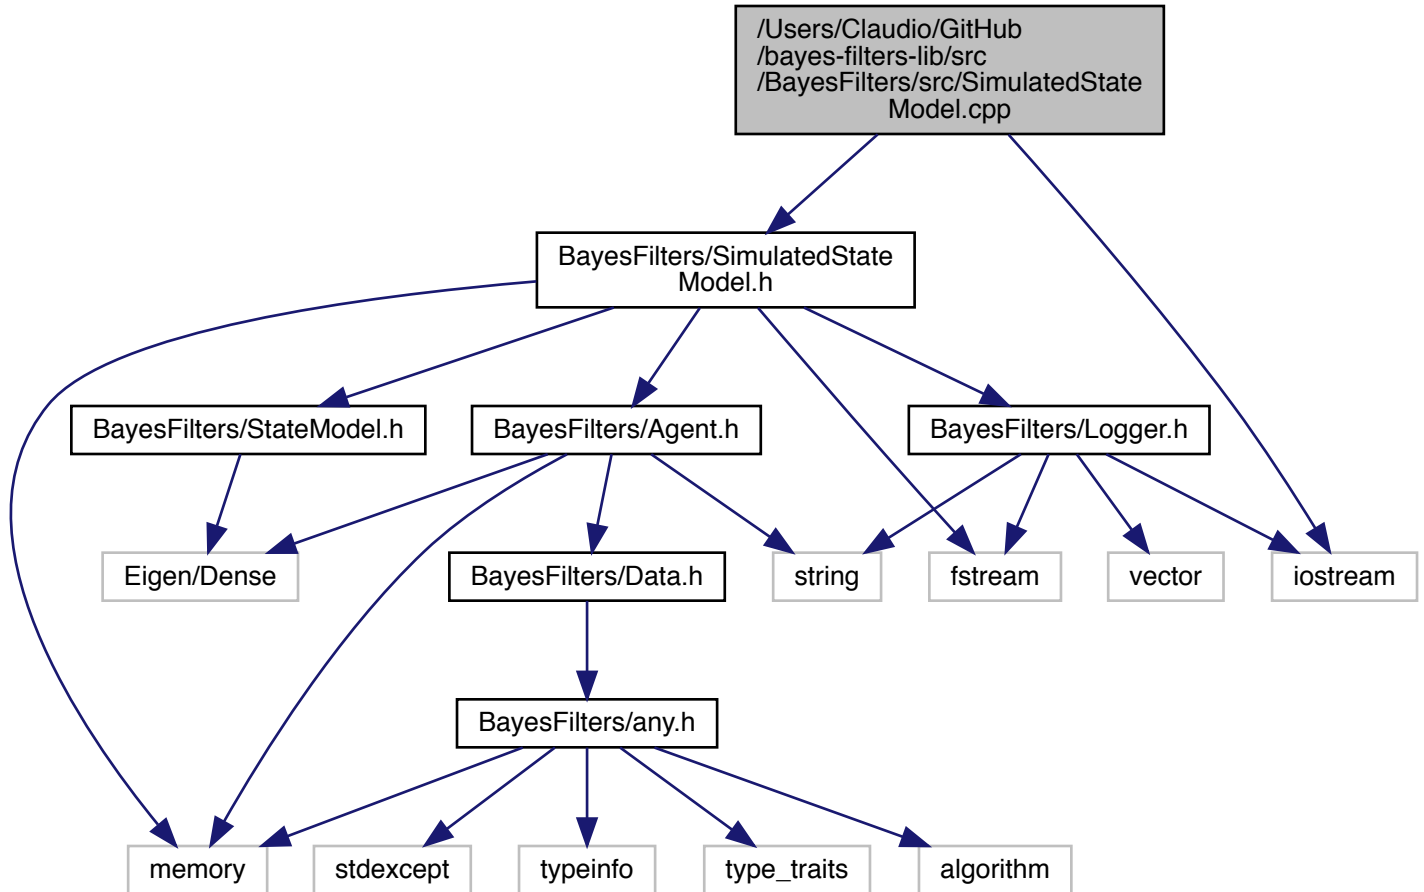 /Users/Claudio/GitHub
/bayes-filters-lib/src
/BayesFilters/src/SimulatedState
Model.cpp
BayesFilters/SimulatedState
Model.h
BayesFilters/StateModel.h
BayesFilters/Agent.h
BayesFilters/Logger.h
Eigen/Dense
BayesFilters/Data.h
string
fstream
vector
iostream
BayesFilters/any.h
memory
stdexcept
typeinfo
type_traits
algorithm